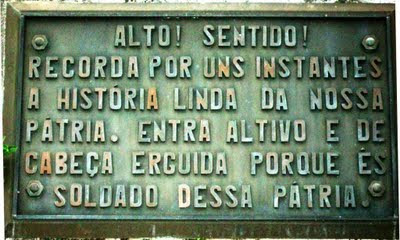 ALTO! SENTIDO!
RECORDA POR UNS INSTANTES
A HISTÓRIA LINDA DA NOSSA
PÁTRIA. ENTRA ALTIVO E DE
CABEÇA ERGUIDA PORQUE ÉS
SOLDADO DESSA PÁTRIA.